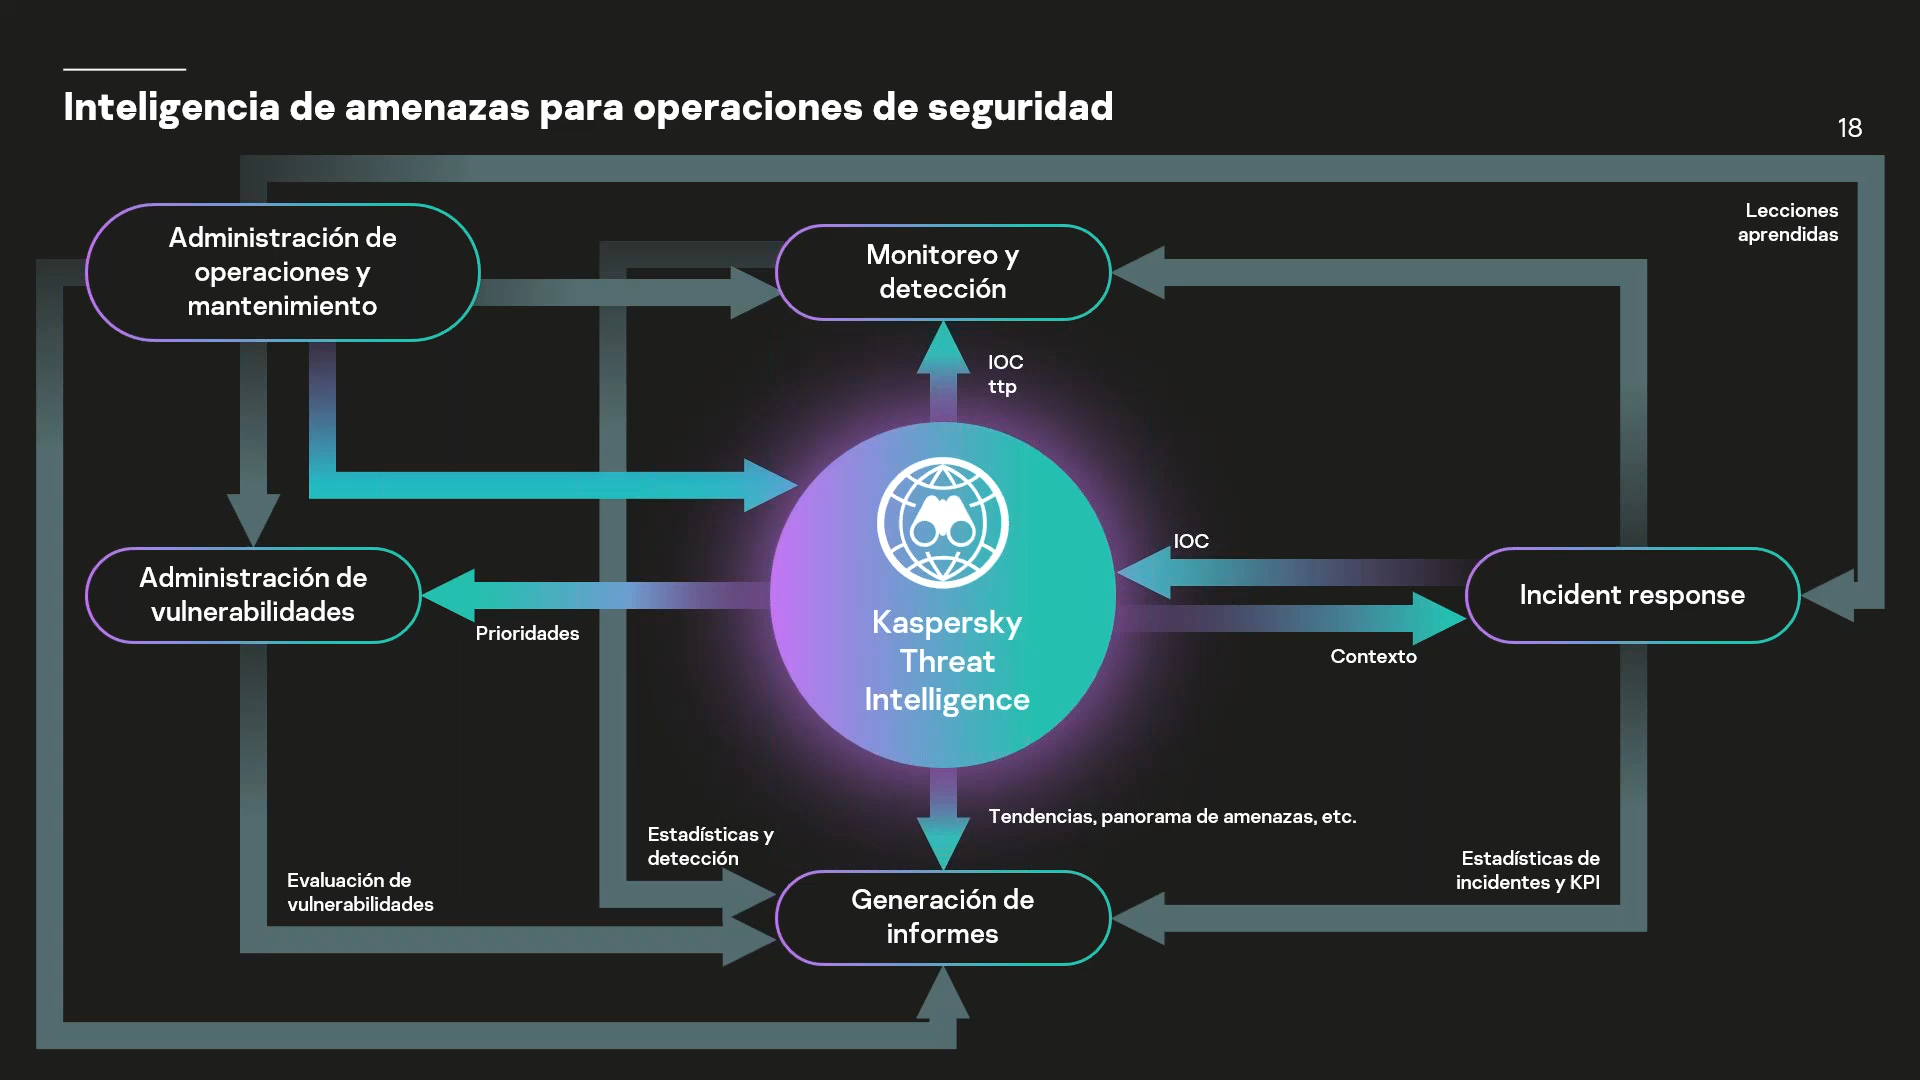 Inteligencia de amenazas para operaciones de seguridad
18
Lecciones
aprendidas
Administración de
operaciones y
mantenimiento
Monitoreo y
detección
IOC
ttp
IOC
Administración de
vulnerabilidades
Incident response
Prioridades
Kaspersky
Threat
Intelligence
Contexto
Tendencias, panorama de amenazas, etc.
Estadísticas y
detección
Estadísticas de
incidentes y KPI
Evaluación de
vulnerabilidades
Generación de
informes